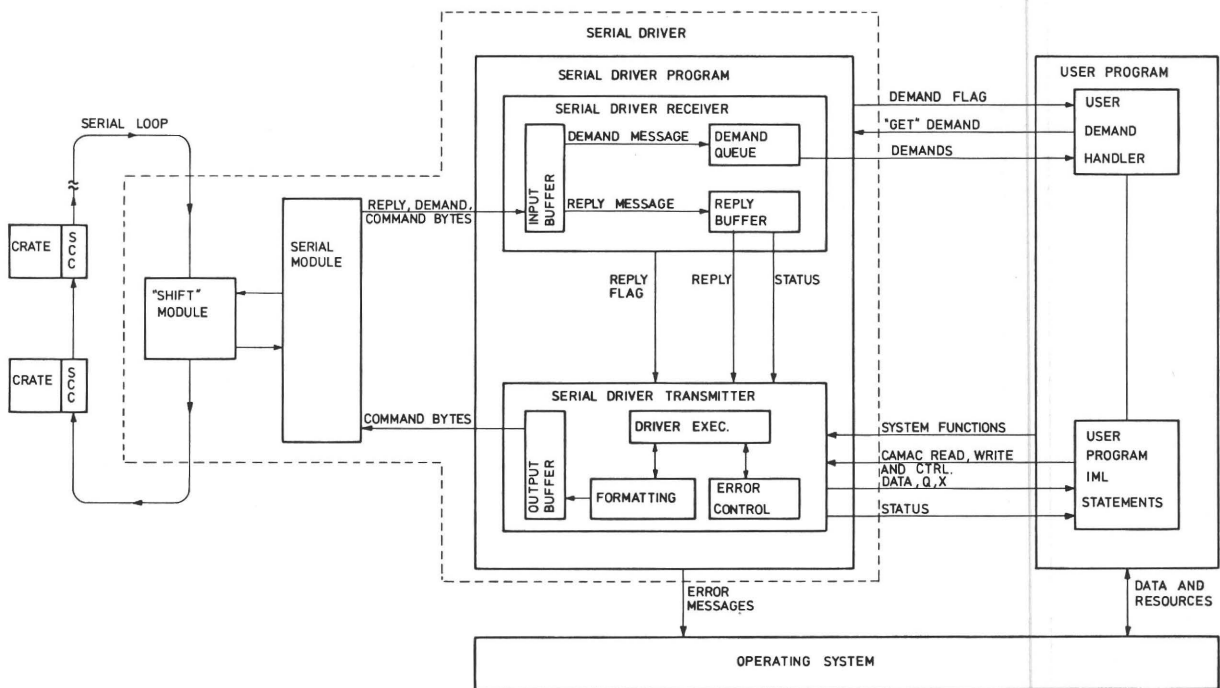 SERIAL DRIVER
SERIAL DRIVER PROGRAM
USER PROGRAM
SERIAL DRIVER RECEIVER
DEMAND FLAG
USER
DEMAND
HANDLER
"GET" DEMAND
DEMANDS
SERIAL LOOP
DEMAND MESSAGE
DEMAND
QUEUE
INPUT
BUFFER
REPLY, DEMAND,
COMMAND BYTES
REPLY MESSAGE
REPLY
BUFFER
CRATE
SCC
SERIAL
MODULE
"SHIFT"
MODULE
REPLY
FLAG
REPLY
STATUS
CRATE
SCC
SERIAL DRIVER TRANSMITTER
COMMAND BYTES
DRIVER EXEC.
OUTPUT
BUFFER
FORMATTING
ERROR
CONTROL
SYSTEM FUNCTIONS
CAMAC READ, WRITE
AND CTRL.
DATA, Q, X
STATUS
USER
PROGRAM
IML
STATEMENTS
ERROR
MESSAGES
DATA AND
RESOURCES
OPERATING SYSTEM